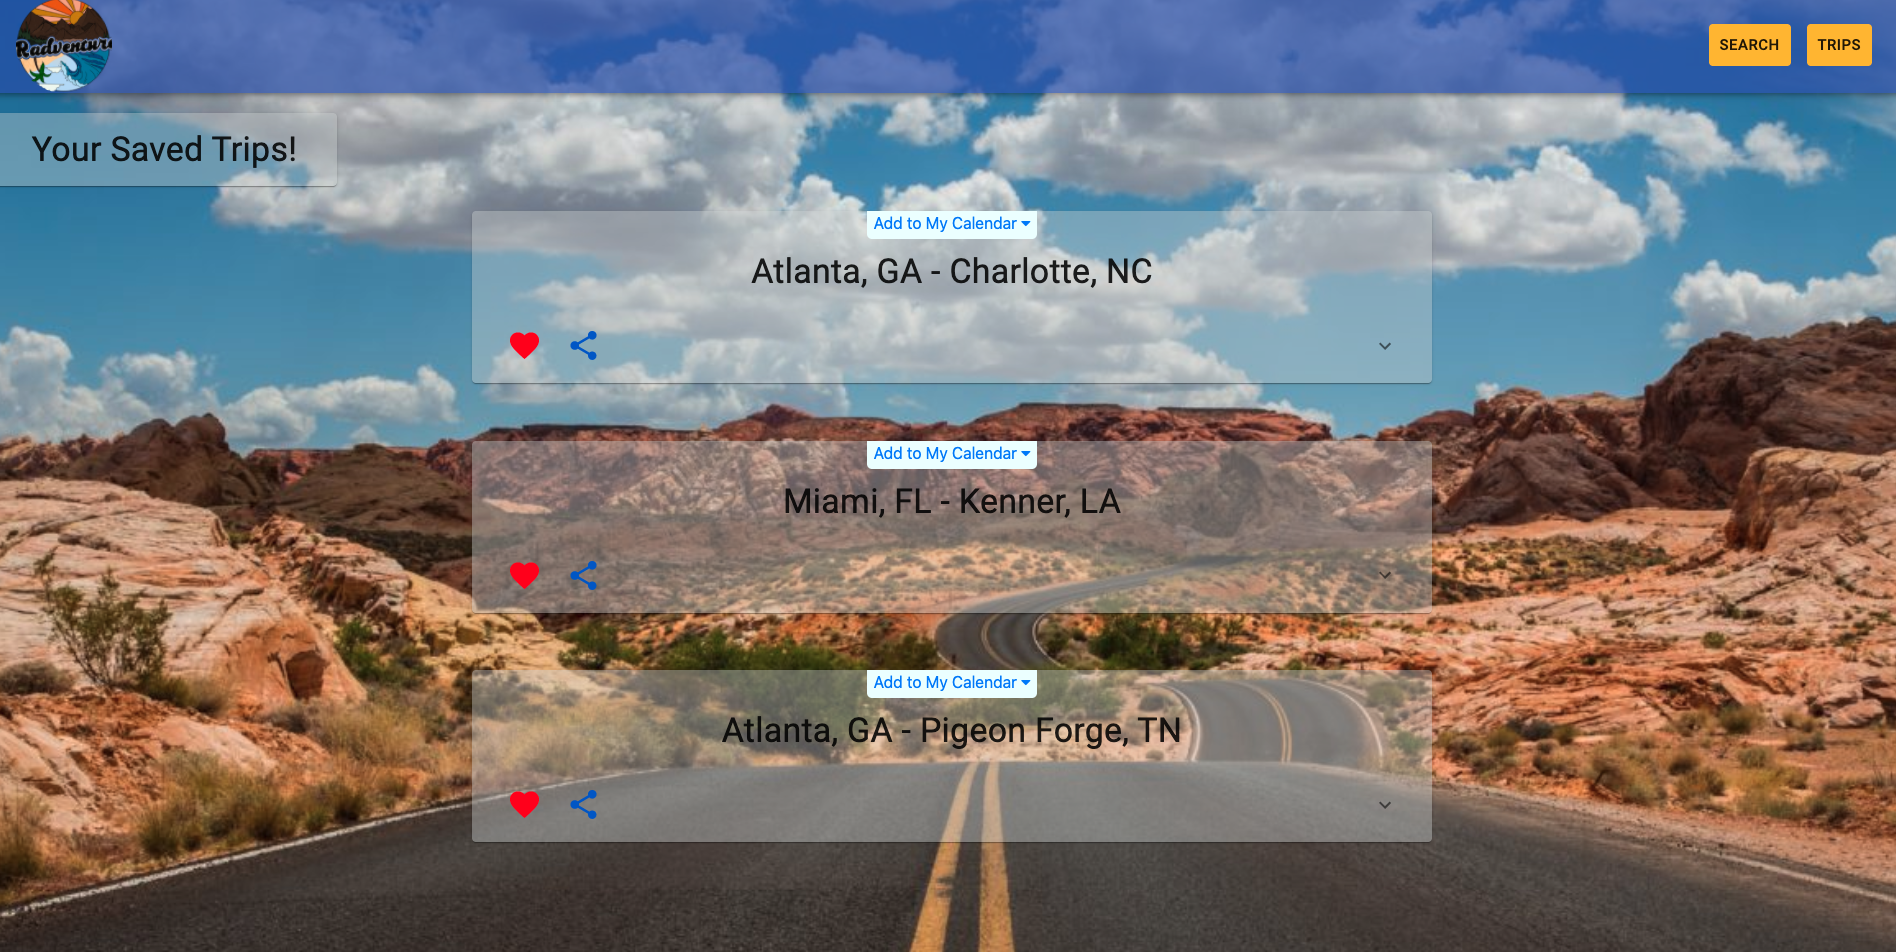 Radventure
SEARCH
TRIPS
Your Saved Trips!
Add to My Calendar
Atlanta, GA - Charlotte, NC
Add to My Calendar
Miami, FL - Kenner, LA
Add to My Calendar
Atlanta, GA - Pigeon Forge, TN